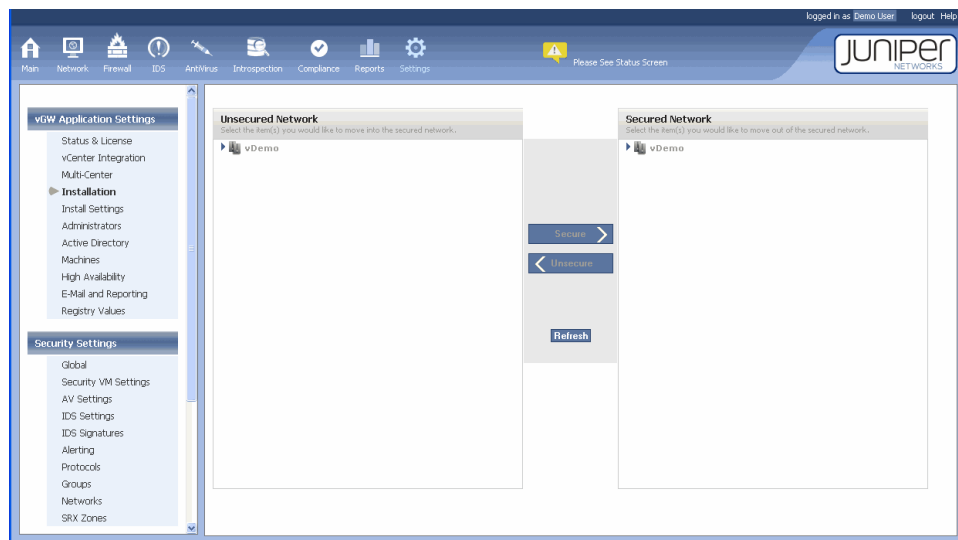 logged in as Demo User logout Help
Main Network Firewall IDS AntiVirus Introspection Compliance Reports Settings
Please See Status Screen
JUNIPER
NETWORKS
vGW Application Settings
Status & License
vCenter Integration
Multi-Center
Installation
Install Settings
Administrators
Active Directory
Machines
High Availability
E-Mail and Reporting
Registry Values
Security Settings
Global
Security VM Settings
AV Settings
IDS Settings
IDS Signatures
Alerting
Protocols
Groups
Networks
SRX Zones
Unsecured Network
Select the item(s) you would like to move into the secured network.
vDemo
Secure
Unsecure
Refresh
Secured Network
Select the item(s) you would like to move out of the secured network.
vDemo